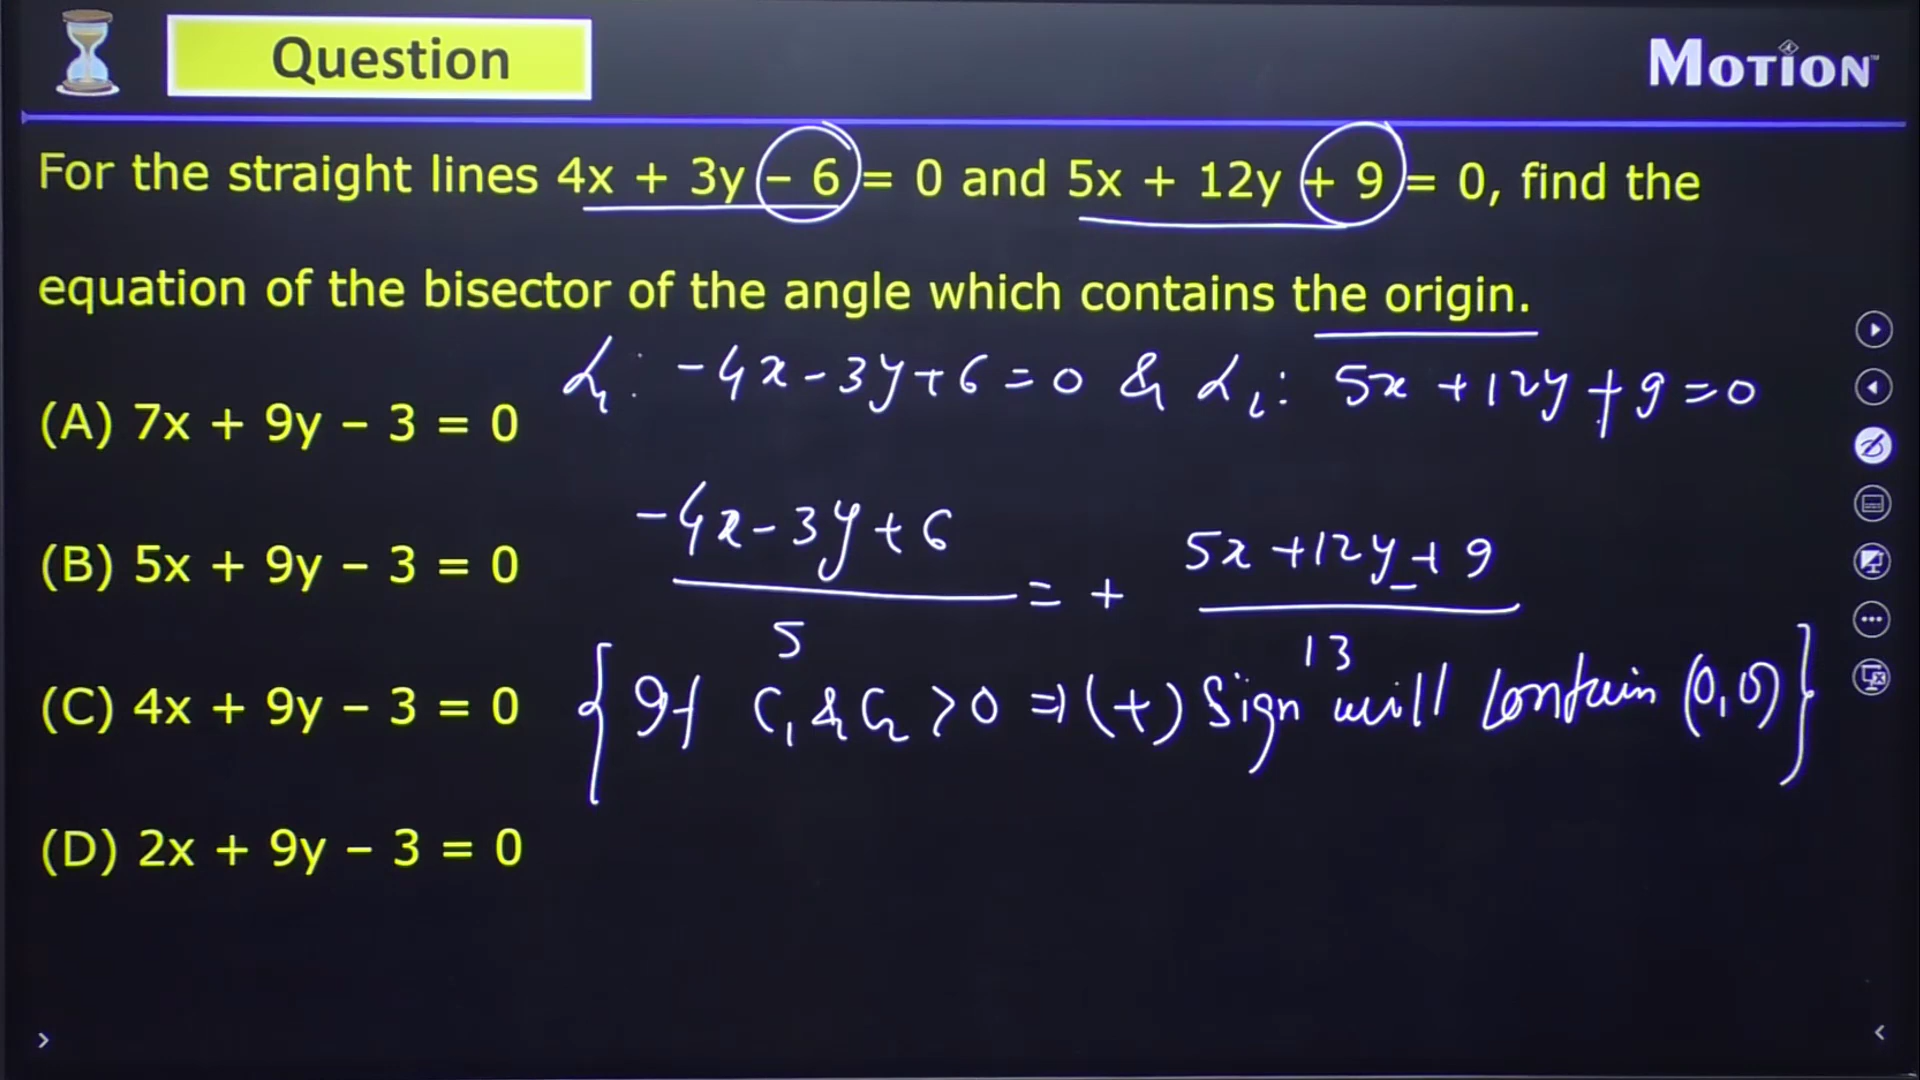 Question
MOTION™
For the straight lines 4x + 3y − 6 = 0 and 5x + 12y + 9 = 0, find the
equation of the bisector of the angle which contains the origin.
L₁: -4x-3y+6=0 & L₂: 5x+12y+9=0
(A) 7x + 9y − 3 = 0
-4x-3y+6
5
= +
5x+12y+9
13
(B) 5x + 9y − 3 = 0
{ If C₁ & C₂ >0 ⇒ (+) Sign will contain (0,0) }
(C) 4x + 9y − 3 = 0
(D) 2x + 9y − 3 = 0